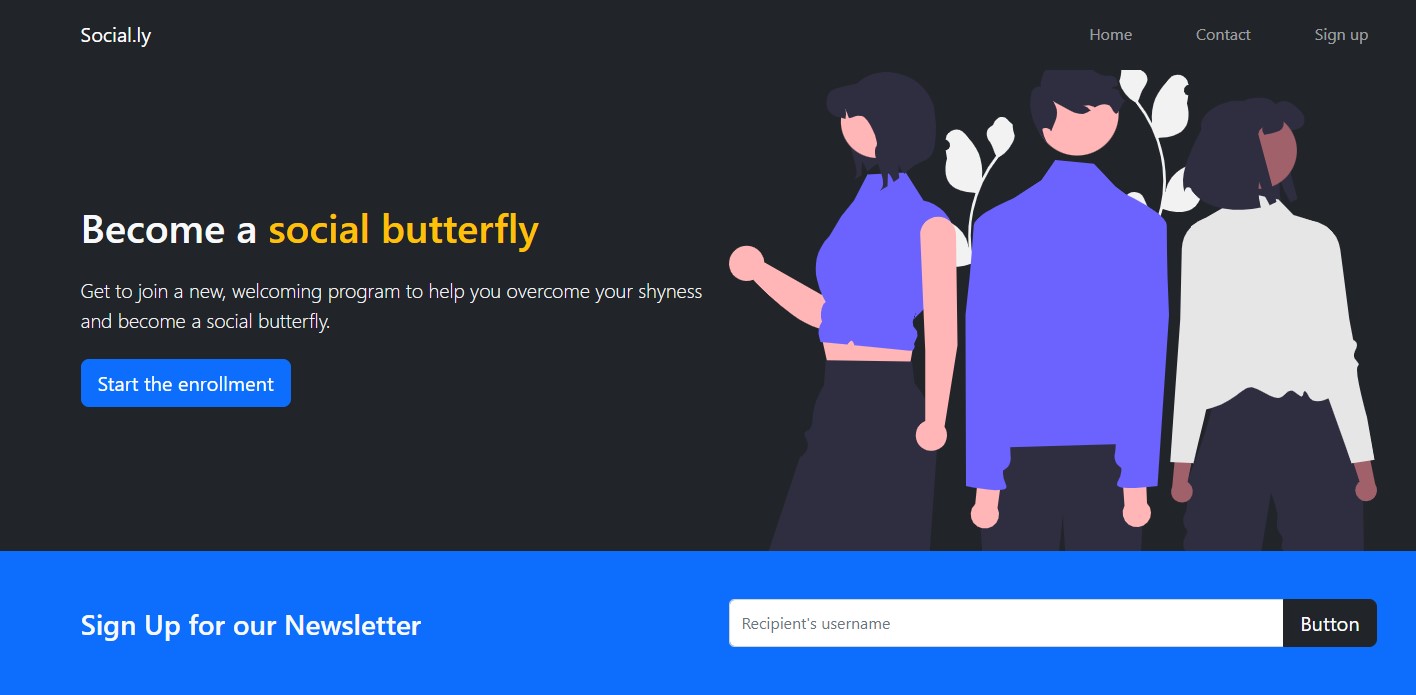 Social.ly
Home
Contact
Sign up
Become a social butterfly
Get to join a new, welcoming program to help you overcome your shyness
and become a social butterfly.
Start the enrollment
Sign Up for our Newsletter
Recipient's username
Button